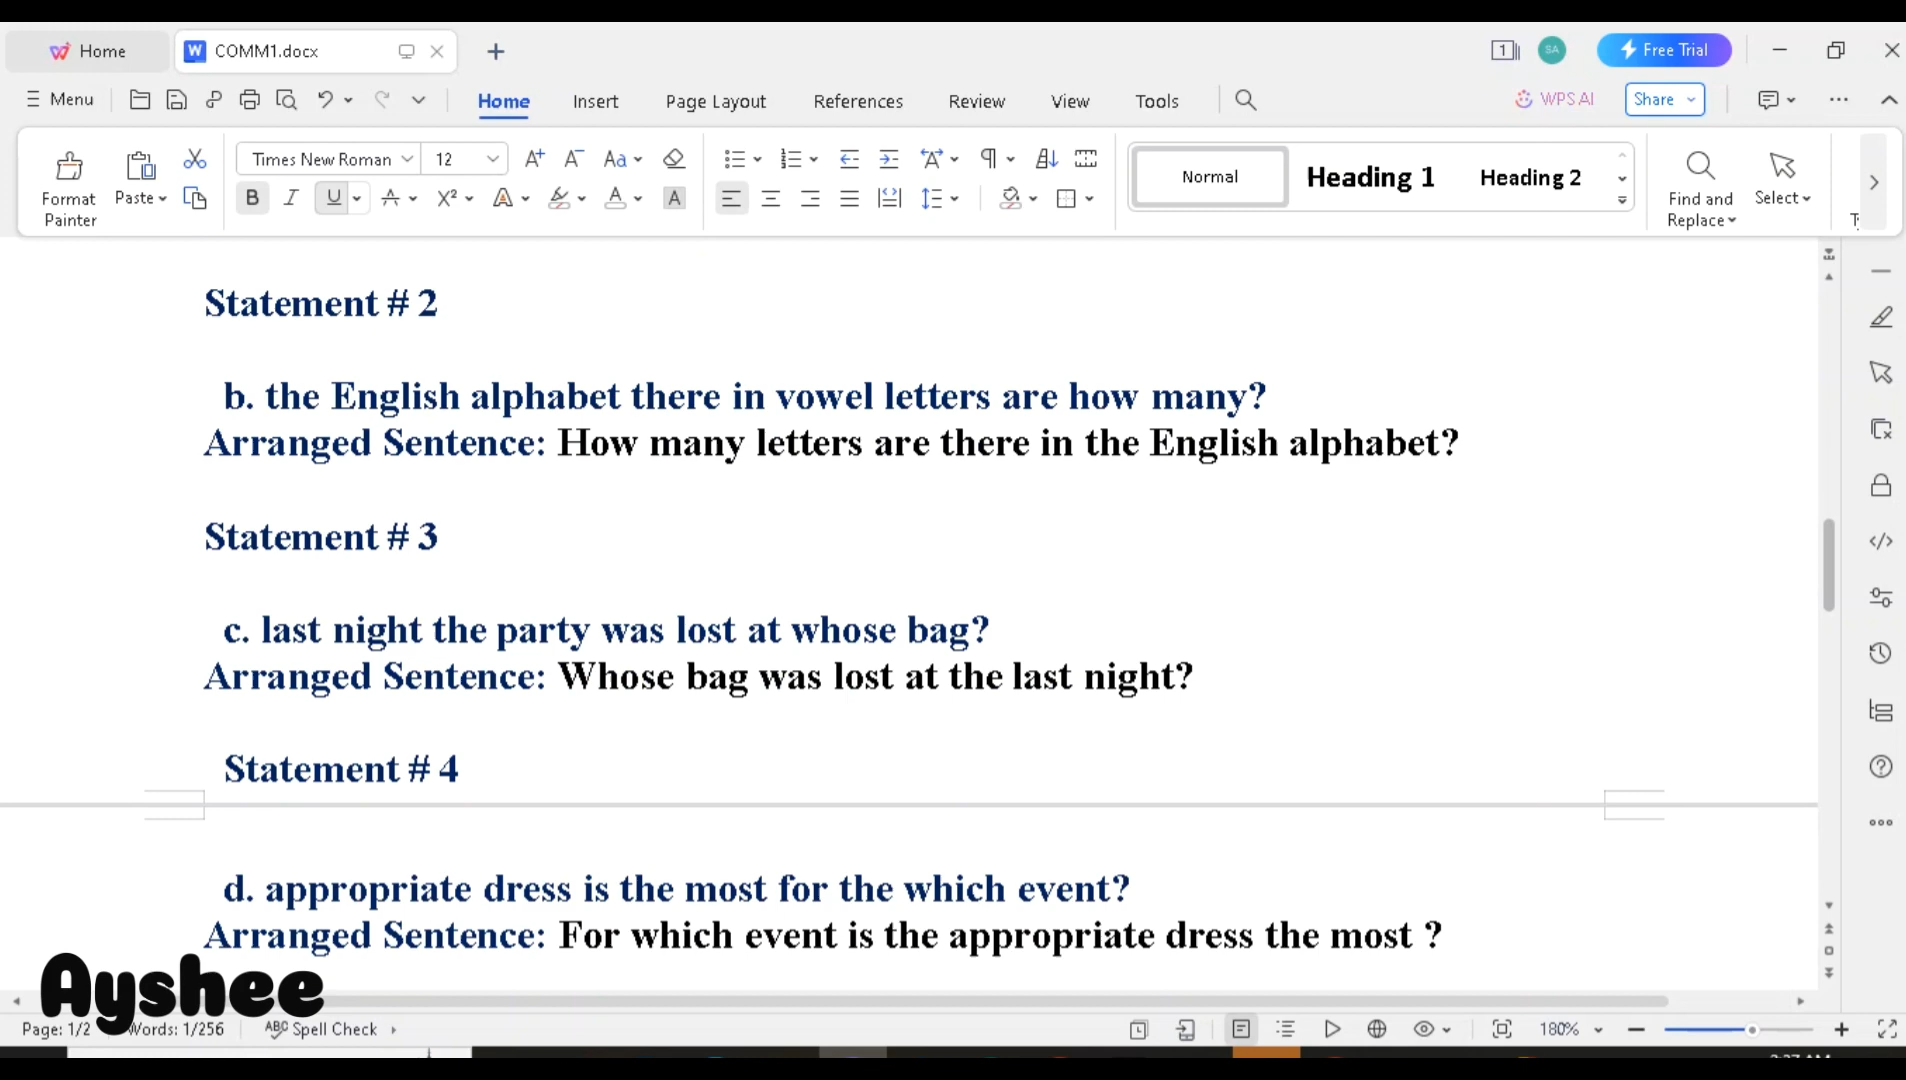 Home COMM1.docx 1 SA Free Trial
Menu Home Insert Page Layout References Review View Tools WPS AI Share
Format Painter Paste Times New Roman 12 Normal Heading 1 Heading 2 Find and Replace Select
Statement # 2
b. the English alphabet there in vowel letters are how many?
Arranged Sentence: How many letters are there in the English alphabet?
Statement # 3
c. last night the party was lost at whose bag?
Arranged Sentence: Whose bag was lost at the last night?
Statement # 4
d. appropriate dress is the most for the which event?
Arranged Sentence: For which event is the appropriate dress the most ?
Ayshee
Page: 1/2 Words: 1/256 Spell Check 180%